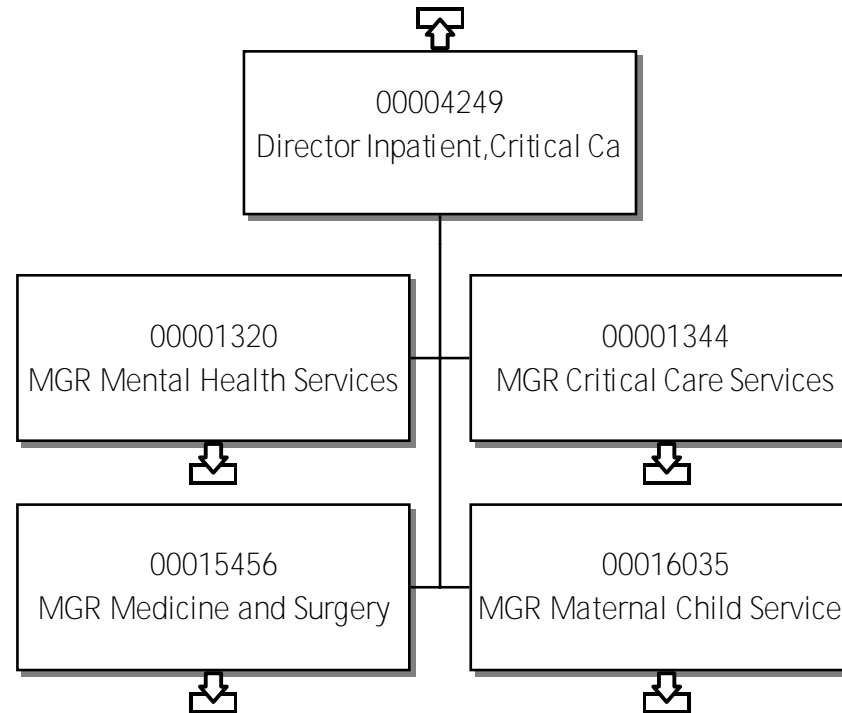 00004249
Director Inpatient,Critical Ca
00001320
MGR Mental Health Services
00001344
MGR Critical Care Services
00015456
MGR Medicine and Surgery
00016035
MGR Maternal Child Service